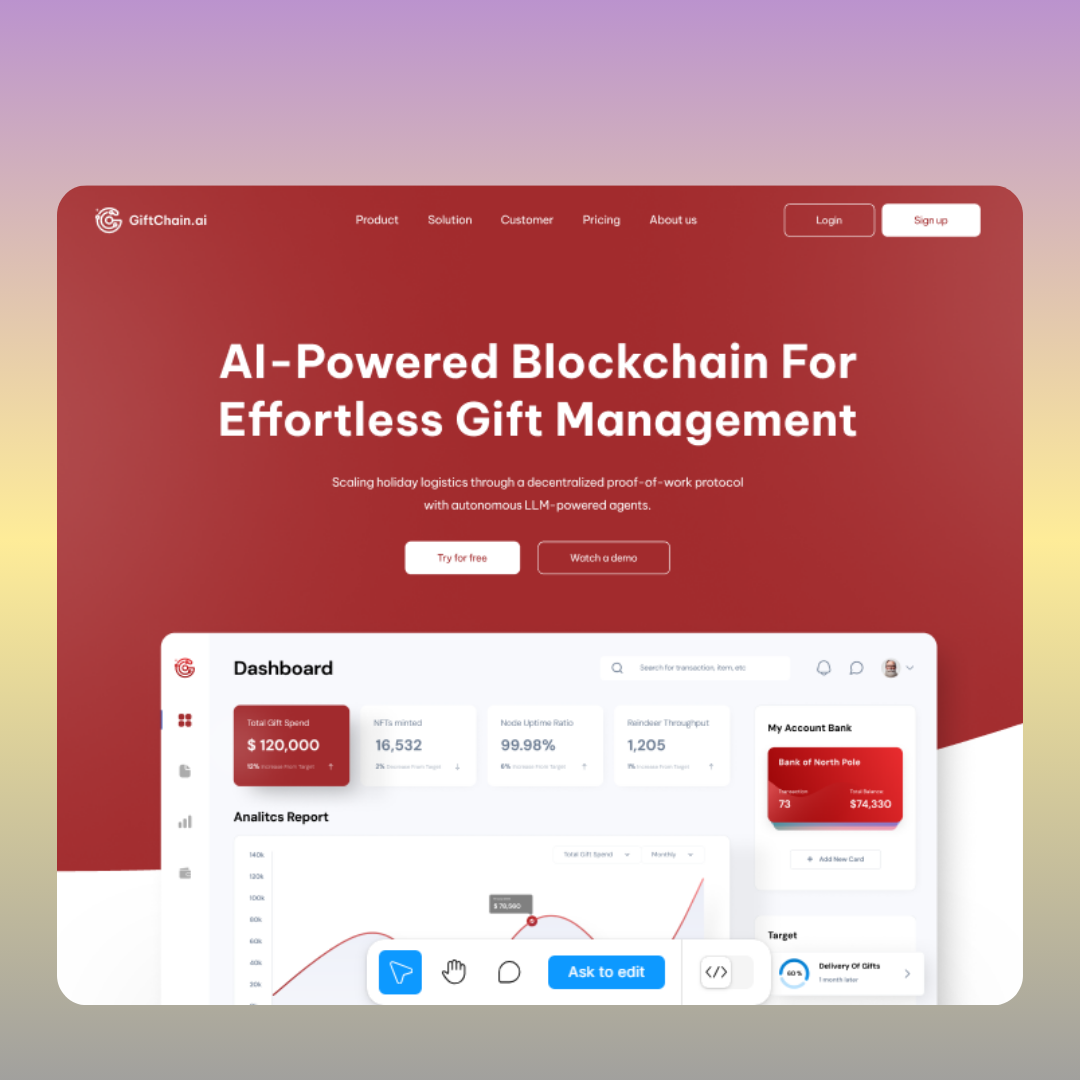 GiftChain.ai
Product
Solution
Customer
Pricing
About us
Login
Sign up
AI-Powered Blockchain For
Effortless Gift Management
Scaling holiday logistics through a decentralized proof-of-work protocol
with autonomous LLM-powered agents.
Try for free
Watch a demo
Dashboard
Search for transaction, item, etc
Total Gift Spend
$ 120,000
12% Increase From Target
NFTs minted
16,532
2% Decrease From Target
Node Uptime Ratio
99.98%
6% Increase From Target
Reindeer Throughput
1,205
1% Increase From Target
My Account Bank
Bank of North Pole
Transaction
73
Total Balance
$74,330
Add New Card
Analitcs Report
Total Gift Spend
Monthly
140k
120k
100k
80k
60k
40k
20k
$ 78,560
Target
60%
Delivery Of Gifts
1 month later
Ask to edit